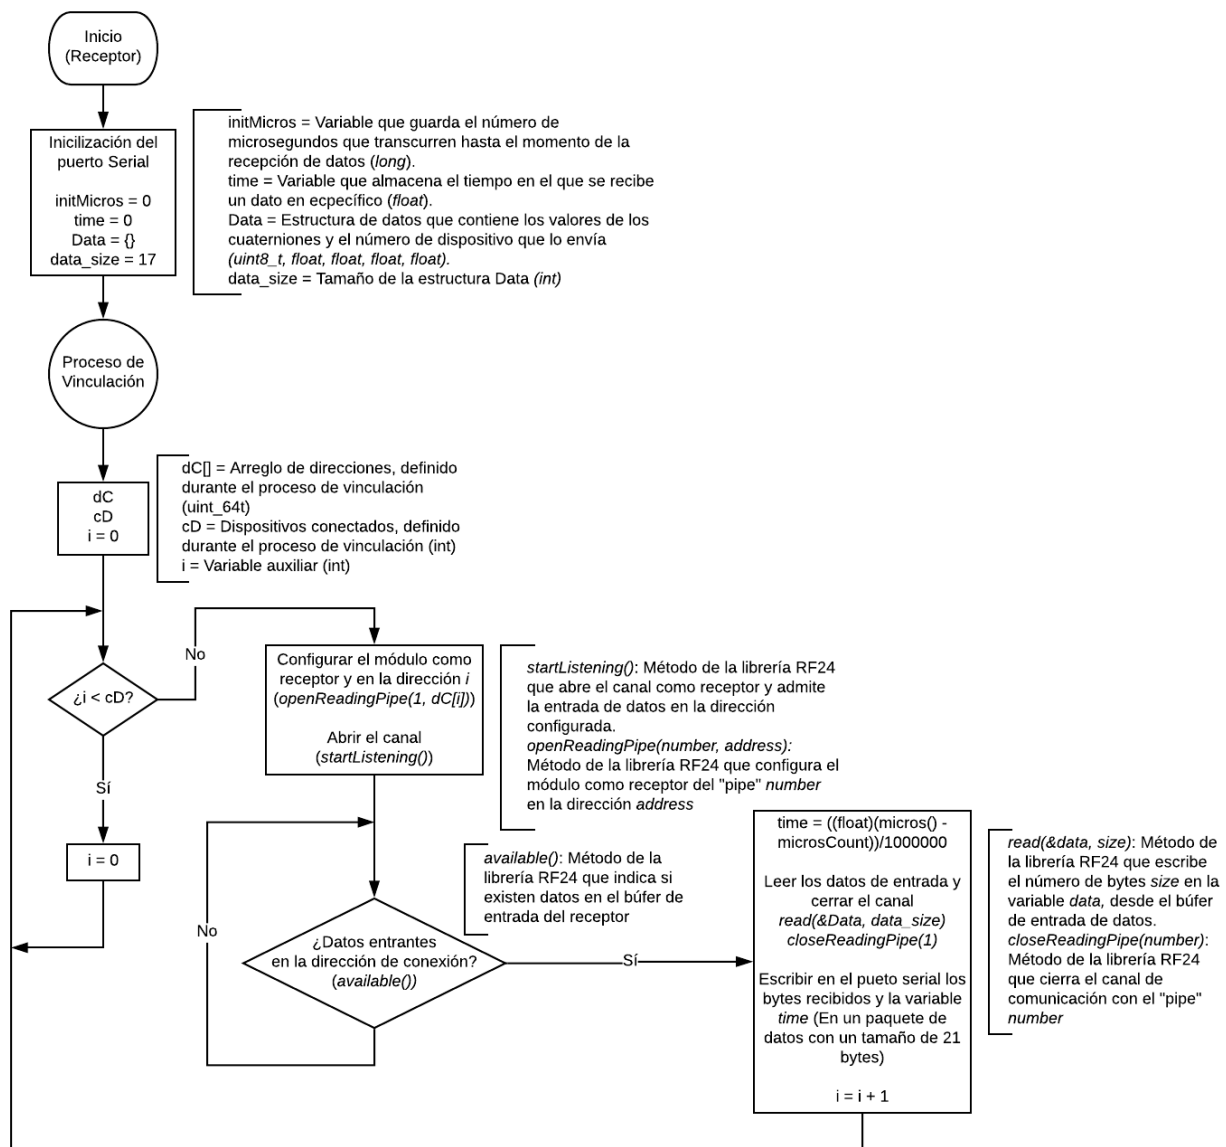 Inicio
(Receptor)
Inicilización del
puerto Serial
initMicros = 0
time = 0
Data = {}
data_size = 17
initMicros = Variable que guarda el número de
microsegundos que transcurren hasta el momento de la
recepción de datos (long).
time = Variable que almacena el tiempo en el que se recibe
un dato en ecpecífico (float).
Data = Estructura de datos que contiene los valores de los
cuaterniones y el número de dispositivo que lo envía
(uint8_t, float, float, float, float).
data_size = Tamaño de la estructura Data (int)
Proceso de
Vinculación
dC
cD
i = 0
dC[] = Arreglo de direcciones, definido
durante el proceso de vinculación
(uint_64t)
cD = Dispositivos conectados, definido
durante el proceso de vinculación (int)
i = Variable auxiliar (int)
¿i < cD?
No
Sí
i = 0
Configurar el módulo como
receptor y en la dirección i
(openReadingPipe(1, dC[i]))
Abrir el canal
(startListening())
startListening(): Método de la librería RF24
que abre el canal como receptor y admite
la entrada de datos en la dirección
configurada.
openReadingPipe(number, address):
Método de la librería RF24 que configura el
módulo como receptor del "pipe" number
en la dirección address
available(): Método de la
librería RF24 que indica si
existen datos en el búfer de
entrada del receptor
No
¿Datos entrantes
en la dirección de conexión?
(available())
Sí
time = ((float)(micros() -
microsCount))/1000000
Leer los datos de entrada y
cerrar el canal
read(&Data, data_size)
closeReadingPipe(1)
Escribir en el pueto serial los
bytes recibidos y la variable
time (En un paquete de
datos con un tamaño de 21
bytes)
i = i + 1
read(&data, size): Método de
la librería RF24 que escribe
el número de bytes size en la
variable data, desde el búfer
de entrada de datos.
closeReadingPipe(number):
Método de la librería RF24
que cierra el canal de
comunicación con el "pipe"
number